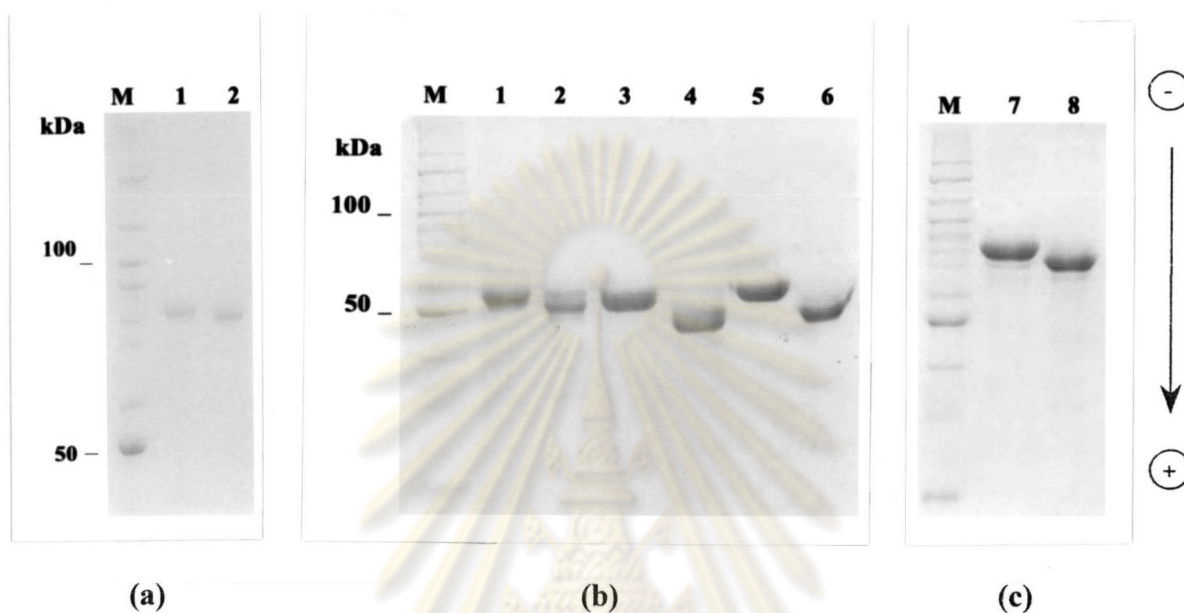 M 1 2
kDa
100 –
50 –
(a)
M 1 2 3 4 5 6
kDa
100 –
50 –
(b)
M 7 8
-
+
(c)